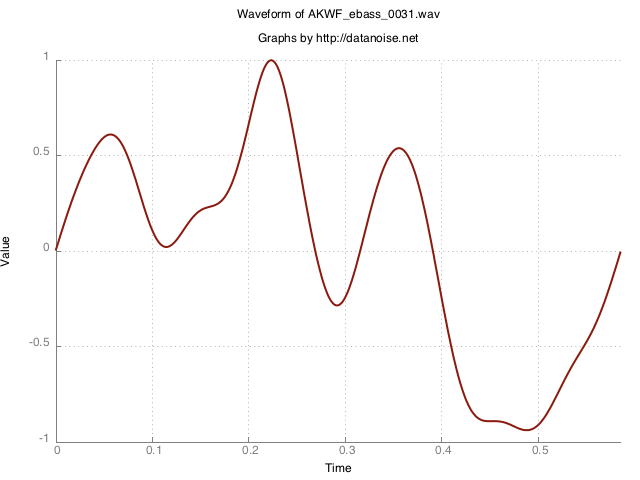 Waveform of AKWF_ebass_0031.wav
Graphs by http://datanoise.net
1
0.5
0
-0.5
-1
Value
0 0.1 0.2 0.3 0.4 0.5
Time